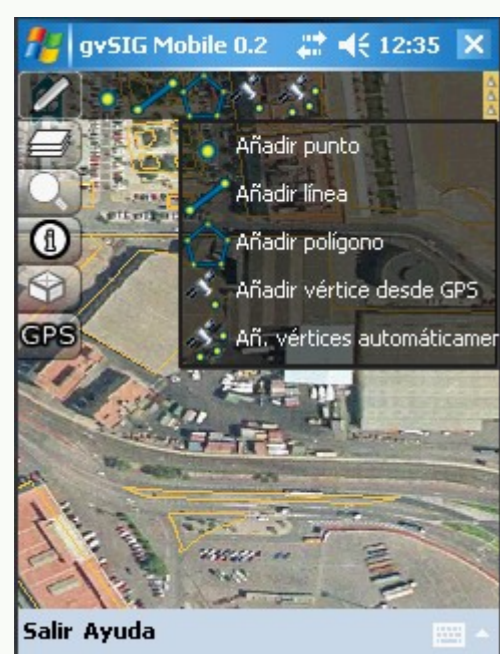 gvSIG Mobile 0.2 12:35
Añadir punto
Añadir línea
Añadir polígono
Añadir vértice desde GPS
Añ. vértices automáticamer
GPS
Salir Ayuda